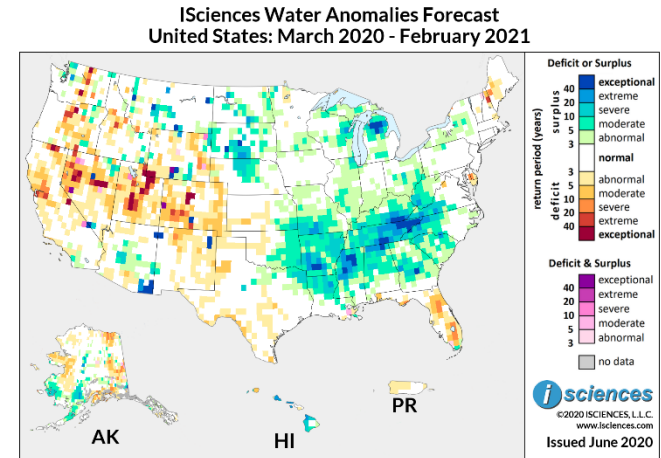 ISciences Water Anomalies Forecast
United States: March 2020 - February 2021
Deficit or Surplus
exceptional
40
extreme
20
severe
10
moderate
5
abnormal
3
normal
3
abnormal
5
moderate
10
severe
20
extreme
40
exceptional
return period (years)
surplus
deficit
Deficit & Surplus
exceptional
40
extreme
20
severe
10
moderate
5
abnormal
3
no data
i sciences
©2020 ISCIENCES, L.L.C.
www.isciences.com
Issued June 2020
AK
HI
PR